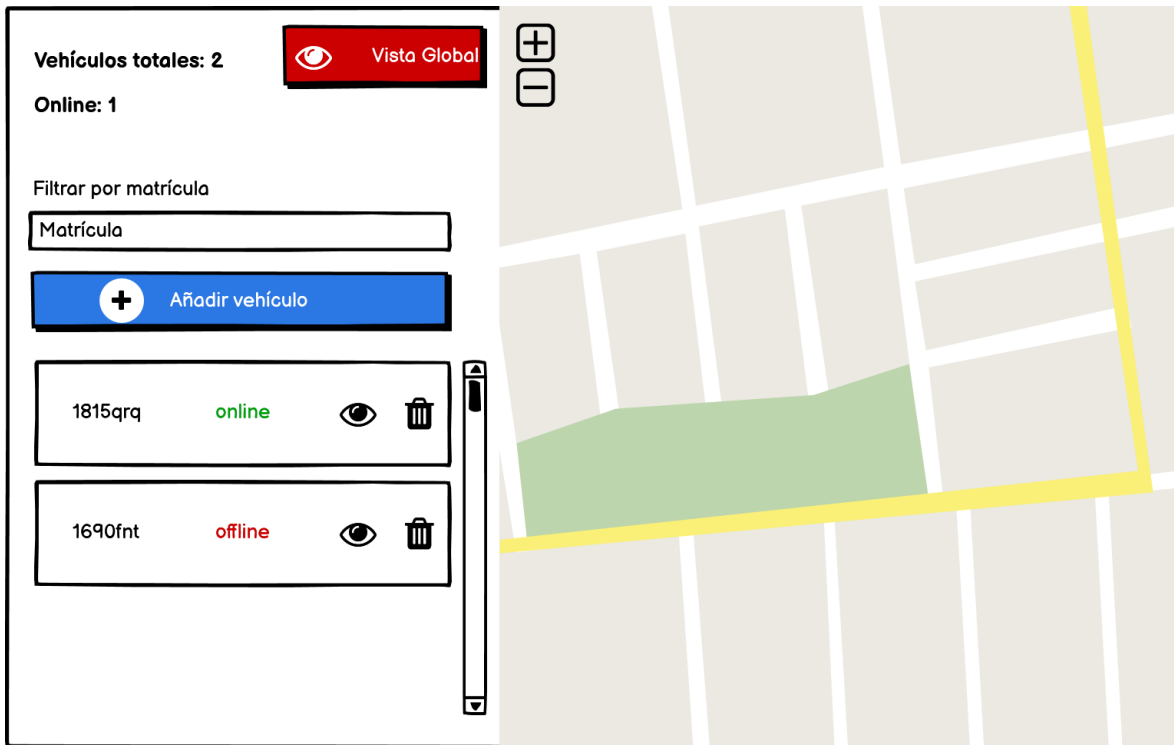 Vehículos totales: 2
Vista Global
Online: 1
Filtrar por matrícula
Matrícula
Añadir vehículo
1815qrq online
1690fnt offline